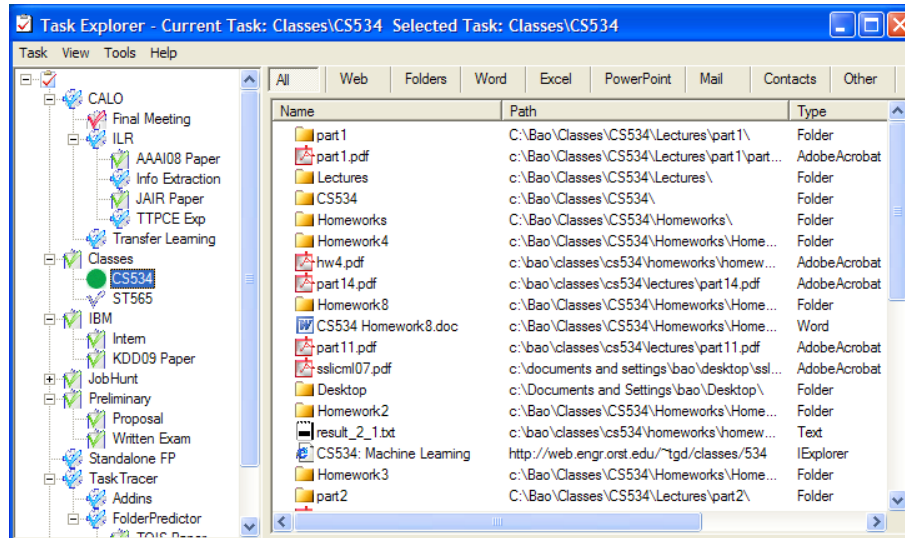 Task Explorer - Current Task: Classes\CS534 Selected Task: Classes\CS534
Task View Tools Help
CALO
Final Meeting
ILR
AAAI08 Paper
Info Extraction
JAIR Paper
TTPCE Exp
Transfer Learning
Classes
CS534
ST565
IBM
Intern
KDD09 Paper
JobHunt
Preliminary
Proposal
Written Exam
Standalone FP
TaskTracer
Addins
FolderPredictor
TOIS Paper
All Web Folders Word Excel PowerPoint Mail Contacts Other
Name Path Type
part1 C:\Bao\Classes\CS534\Lectures\part1\ Folder
part1.pdf c:\Bao\Classes\CS534\Lectures\part1\part... AdobeAcrobat
Lectures c:\Bao\Classes\CS534\Lectures\ Folder
CS534 c:\Bao\Classes\CS534\ Folder
Homeworks C:\Bao\Classes\CS534\Homeworks\ Folder
Homework4 c:\Bao\Classes\CS534\Homeworks\Home... Folder
hw4.pdf c:\bao\classes\cs534\homeworks\homew... AdobeAcrobat
part14.pdf c:\bao\classes\cs534\lectures\part14.pdf AdobeAcrobat
Homework8 c:\Bao\Classes\CS534\Homeworks\Home... Folder
CS534 Homework8.doc c:\Bao\Classes\CS534\Homeworks\Home... Word
part11.pdf c:\bao\classes\cs534\lectures\part11.pdf AdobeAcrobat
sslicml07.pdf c:\documents and settings\bao\desktop\ssl... AdobeAcrobat
Desktop c:\Documents and Settings\bao\Desktop\ Folder
Homework2 c:\Bao\Classes\CS534\Homeworks\Home... Folder
result_2_1.txt c:\bao\classes\cs534\homeworks\homew... Text
CS534: Machine Learning http://web.engr.orst.edu/~tgd/classes/534 IExplorer
Homework3 c:\Bao\Classes\CS534\Homeworks\Home... Folder
part2 C:\Bao\Classes\CS534\Lectures\part2\ Folder